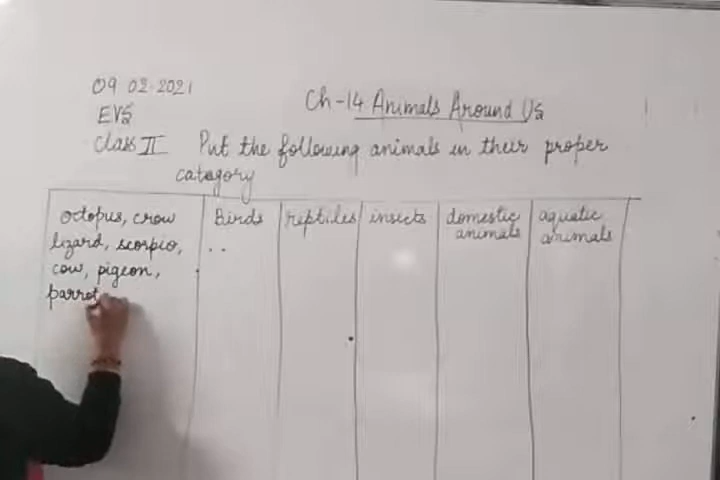 09 02.2021
Ch-14 Animals Around Us
EVS
Class II Put the following animals in their proper
category
octopus, crow
lizard, scorpio,
cow, pigeon,
parrot
Birds
..
reptiles
insects
domestic
animals
aquatic
animals